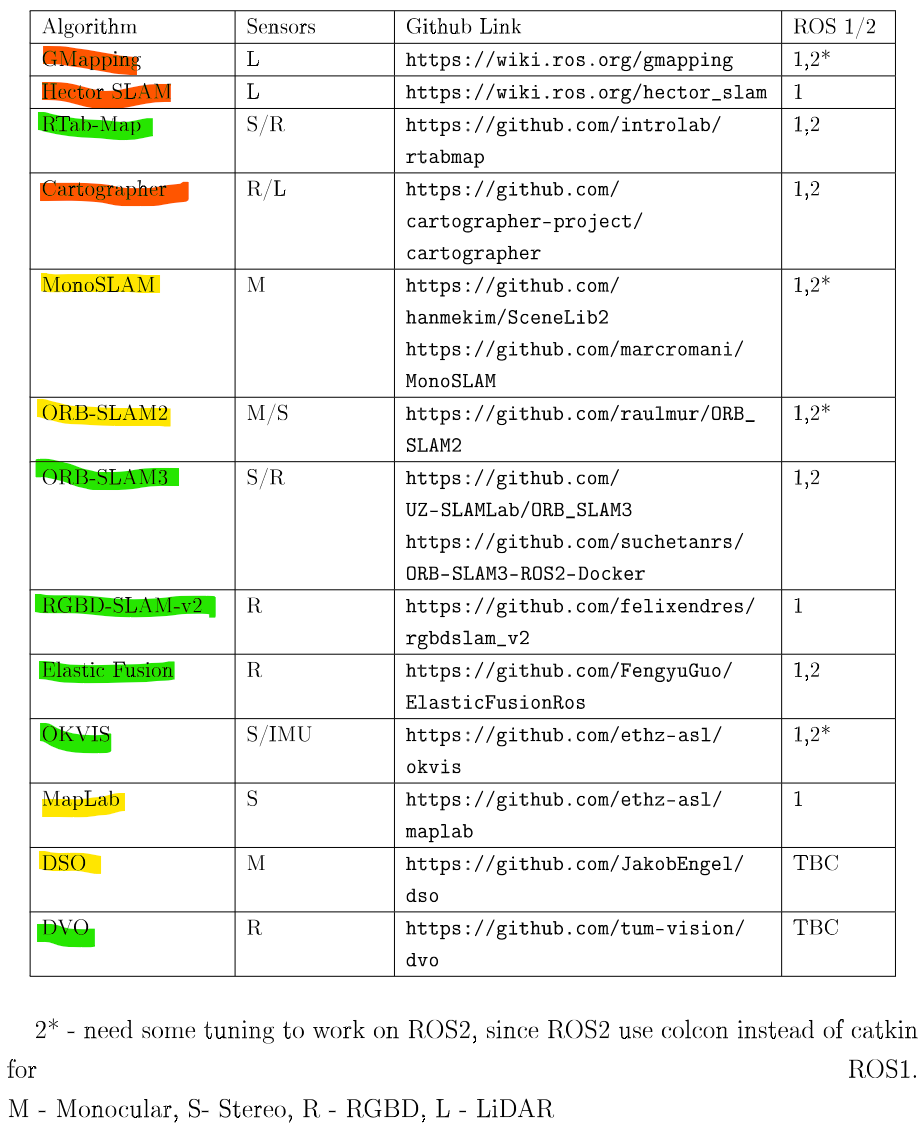 Algorithm Sensors Github Link ROS 1/2
GMapping L https://wiki.ros.org/gmapping 1,2*
Hector SLAM L https://wiki.ros.org/hector_slam 1
RTab-Map S/R https://github.com/introlab/ 1,2
rtabmap
Cartographer R/L https://github.com/ 1,2
cartographer-project/
cartographer
MonoSLAM M https://github.com/ 1,2*
hanmekim/SceneLib2
https://github.com/marcromani/
MonoSLAM
ORB-SLAM2 M/S https://github.com/raulmur/ORB_ 1,2*
SLAM2
ORB-SLAM3 S/R https://github.com/ 1,2
UZ-SLAMLab/ORB_SLAM3
https://github.com/suchetanrs/
ORB-SLAM3-ROS2-Docker
RGBD-SLAM-v2 R https://github.com/felixendres/ 1
rgbdslam_v2
Elastic Fusion R https://github.com/FengyuGuo/ 1,2
ElasticFusionRos
OKVIS S/IMU https://github.com/ethz-asl/ 1,2*
okvis
MapLab S https://github.com/ethz-asl/ 1
maplab
DSO M https://github.com/JakobEngel/ TBC
dso
DVO R https://github.com/tum-vision/ TBC
dvo
2* - need some tuning to work on ROS2, since ROS2 use colcon instead of catkin
for ROS1.
M - Monocular, S- Stereo, R - RGBD, L - LiDAR